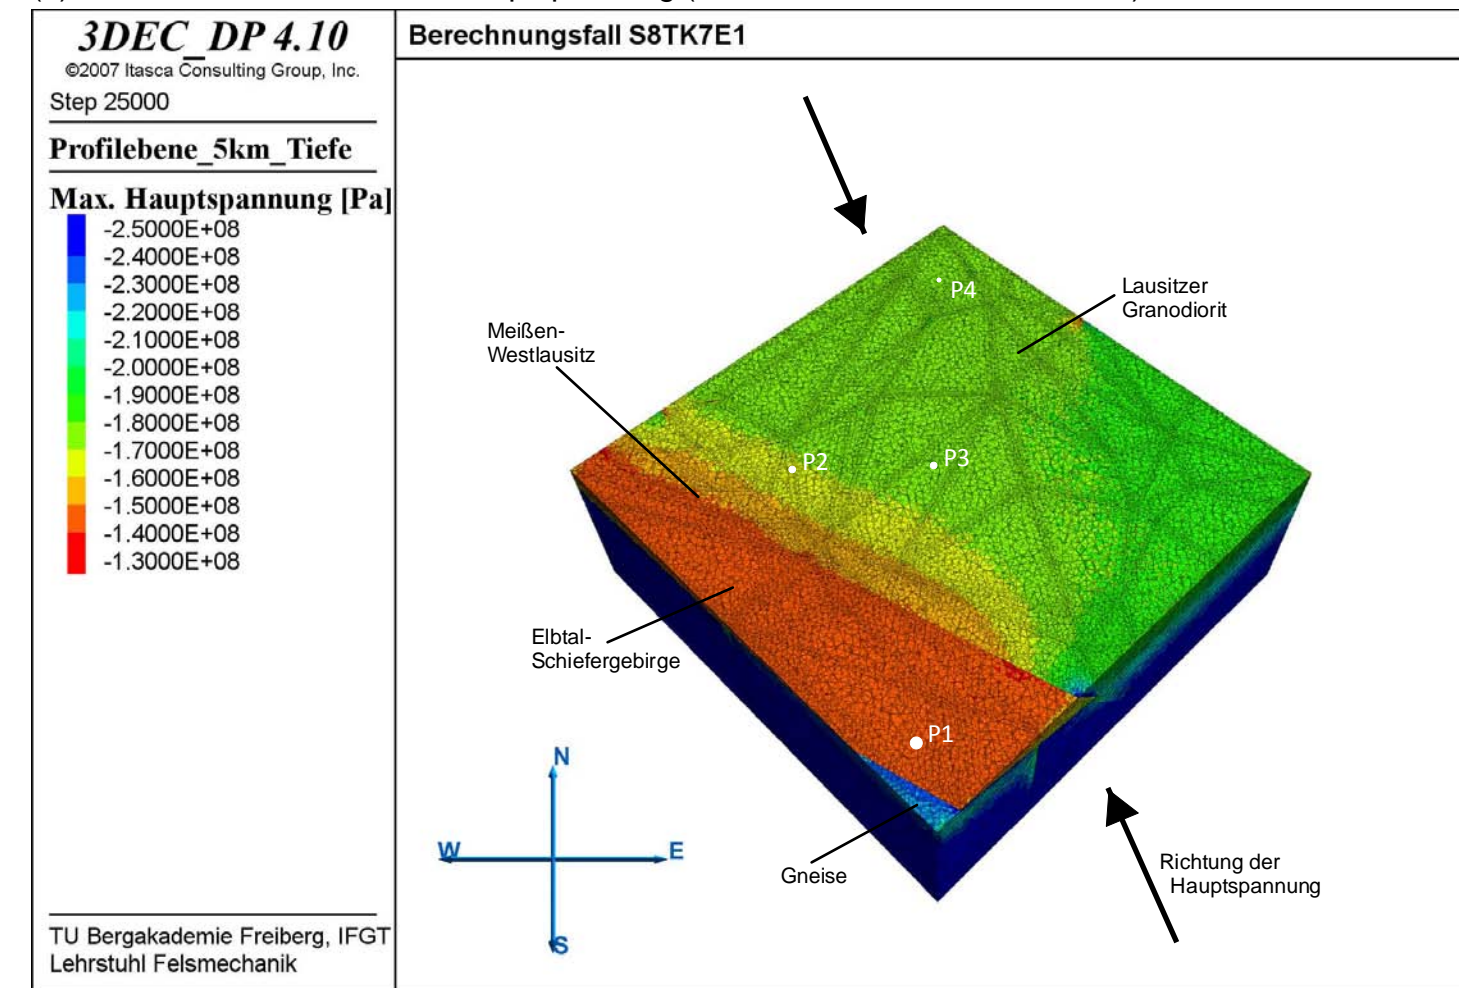 3DEC_DP 4.10
©2007 Itasca Consulting Group, Inc.
Step 25000
Profilebene_5km_Tiefe
Max. Hauptspannung [Pa]
-2.5000E+08
-2.4000E+08
-2.3000E+08
-2.2000E+08
-2.1000E+08
-2.0000E+08
-1.9000E+08
-1.8000E+08
-1.7000E+08
-1.6000E+08
-1.5000E+08
-1.4000E+08
-1.3000E+08
TU Bergakademie Freiberg, IFGT
Lehrstuhl Felsmechanik
Berechnungsfall S8TK7E1
P4
Lausitzer
Granodiorit
Meißen-
Westlausitz
P2
P3
Elbtal-
Schiefergebirge
P1
N
W
E
S
Gneise
Richtung der
Hauptspannung